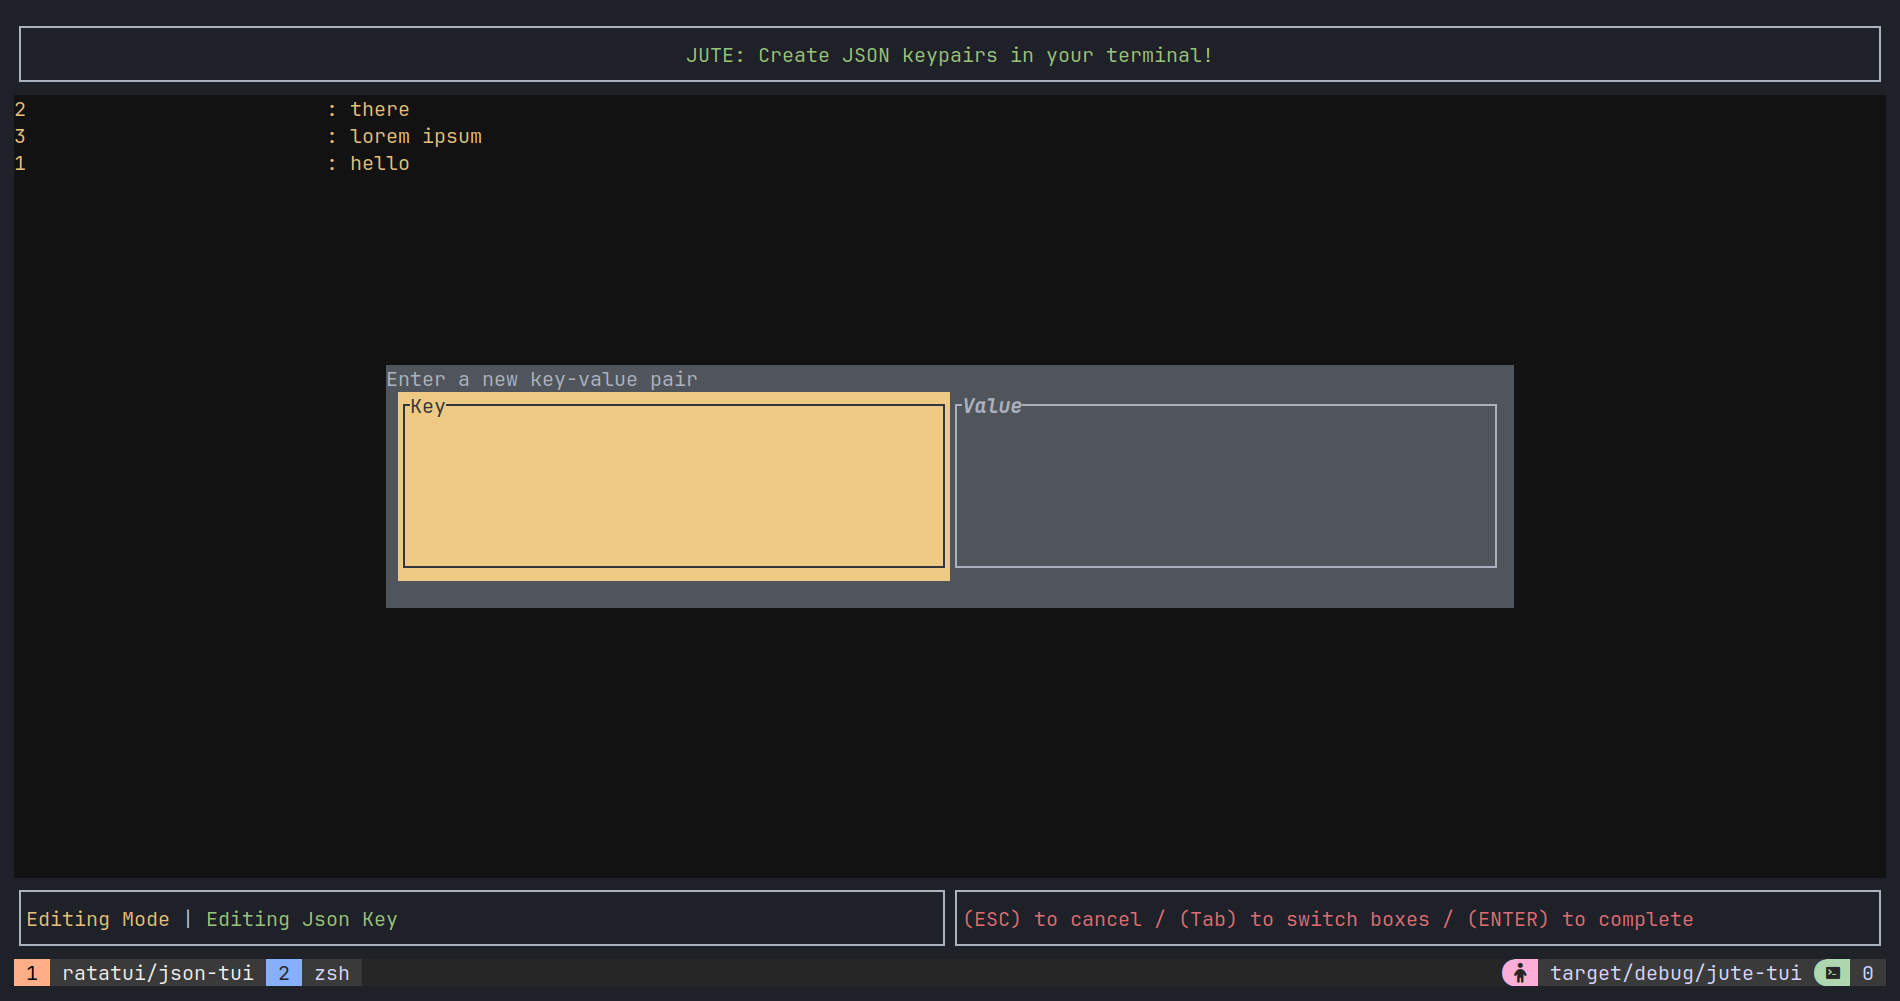 JUTE: Create JSON keypairs in your terminal!
2 : there
3 : lorem ipsum
1 : hello
Enter a new key-value pair
Key Value
Editing Mode | Editing Json Key (ESC) to cancel / (Tab) to switch boxes / (ENTER) to complete
1 ratatui/json-tui 2 zsh target/debug/jute-tui 0